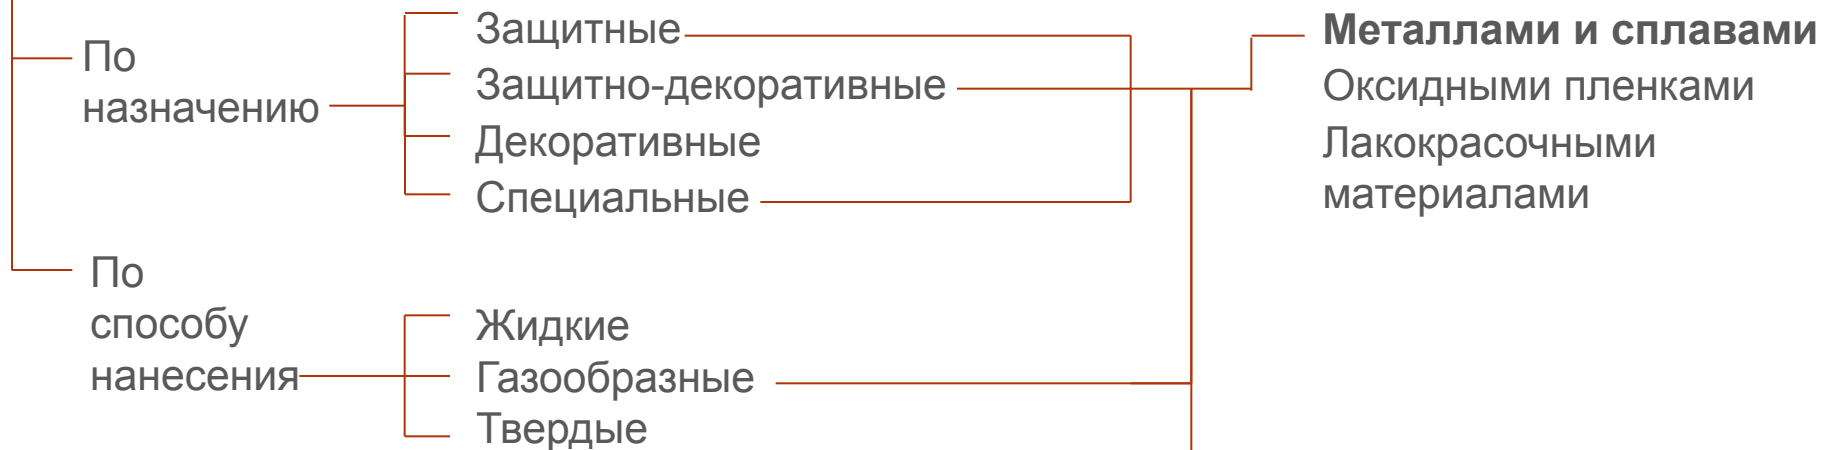 По
назначению
Защитные
Защитно-декоративные
Декоративные
Специальные
Металлами и сплавами
Оксидными пленками
Лакокрасочными
материалами
По
способу
нанесения
Жидкие
Газообразные
Твердые